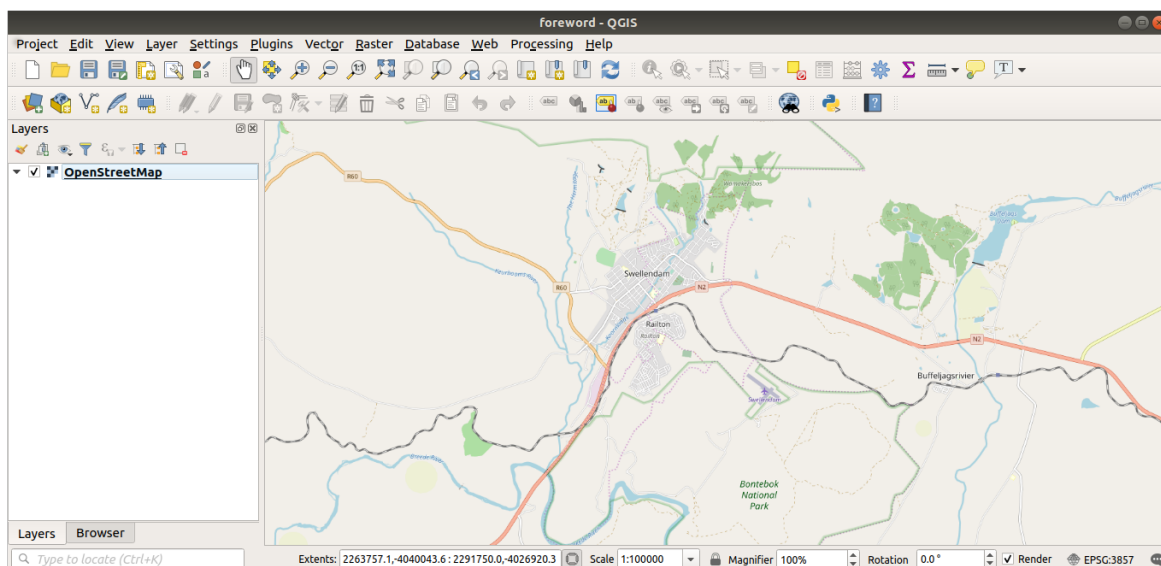 foreword - QGIS
Project Edit View Layer Settings Plugins Vector Raster Database Web Processing Help
Layers
OpenStreetMap
R60
Swellendam
R60
N2
Railton
Railton
N2
Buffeljagsrivier
Swellendam
Bontebok
National
Park
Layers Browser
Type to locate (Ctrl+K)
Extents: 2263757.1,-4040043.6 : 2291750.0,-4026920.3 Scale 1:100000 Magnifier 100% Rotation 0.0 ° Render EPSG:3857